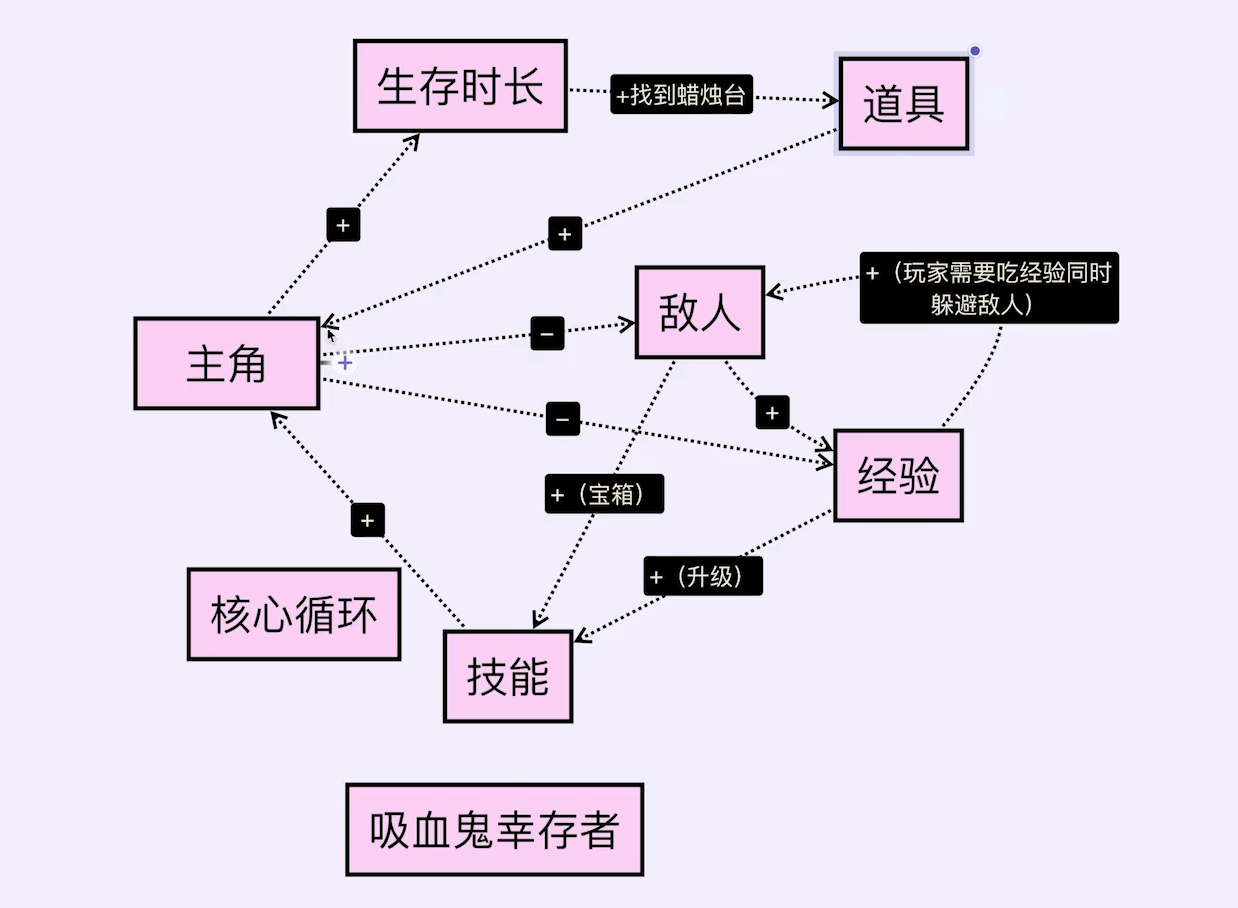 生存时长
+找到蜡烛台
道具
+
+
+（玩家需要吃经验同时
躲避敌人）
敌人
−
主角
+
−
+
经验
+（宝箱）
+
+（升级）
核心循环
技能
吸血鬼幸存者